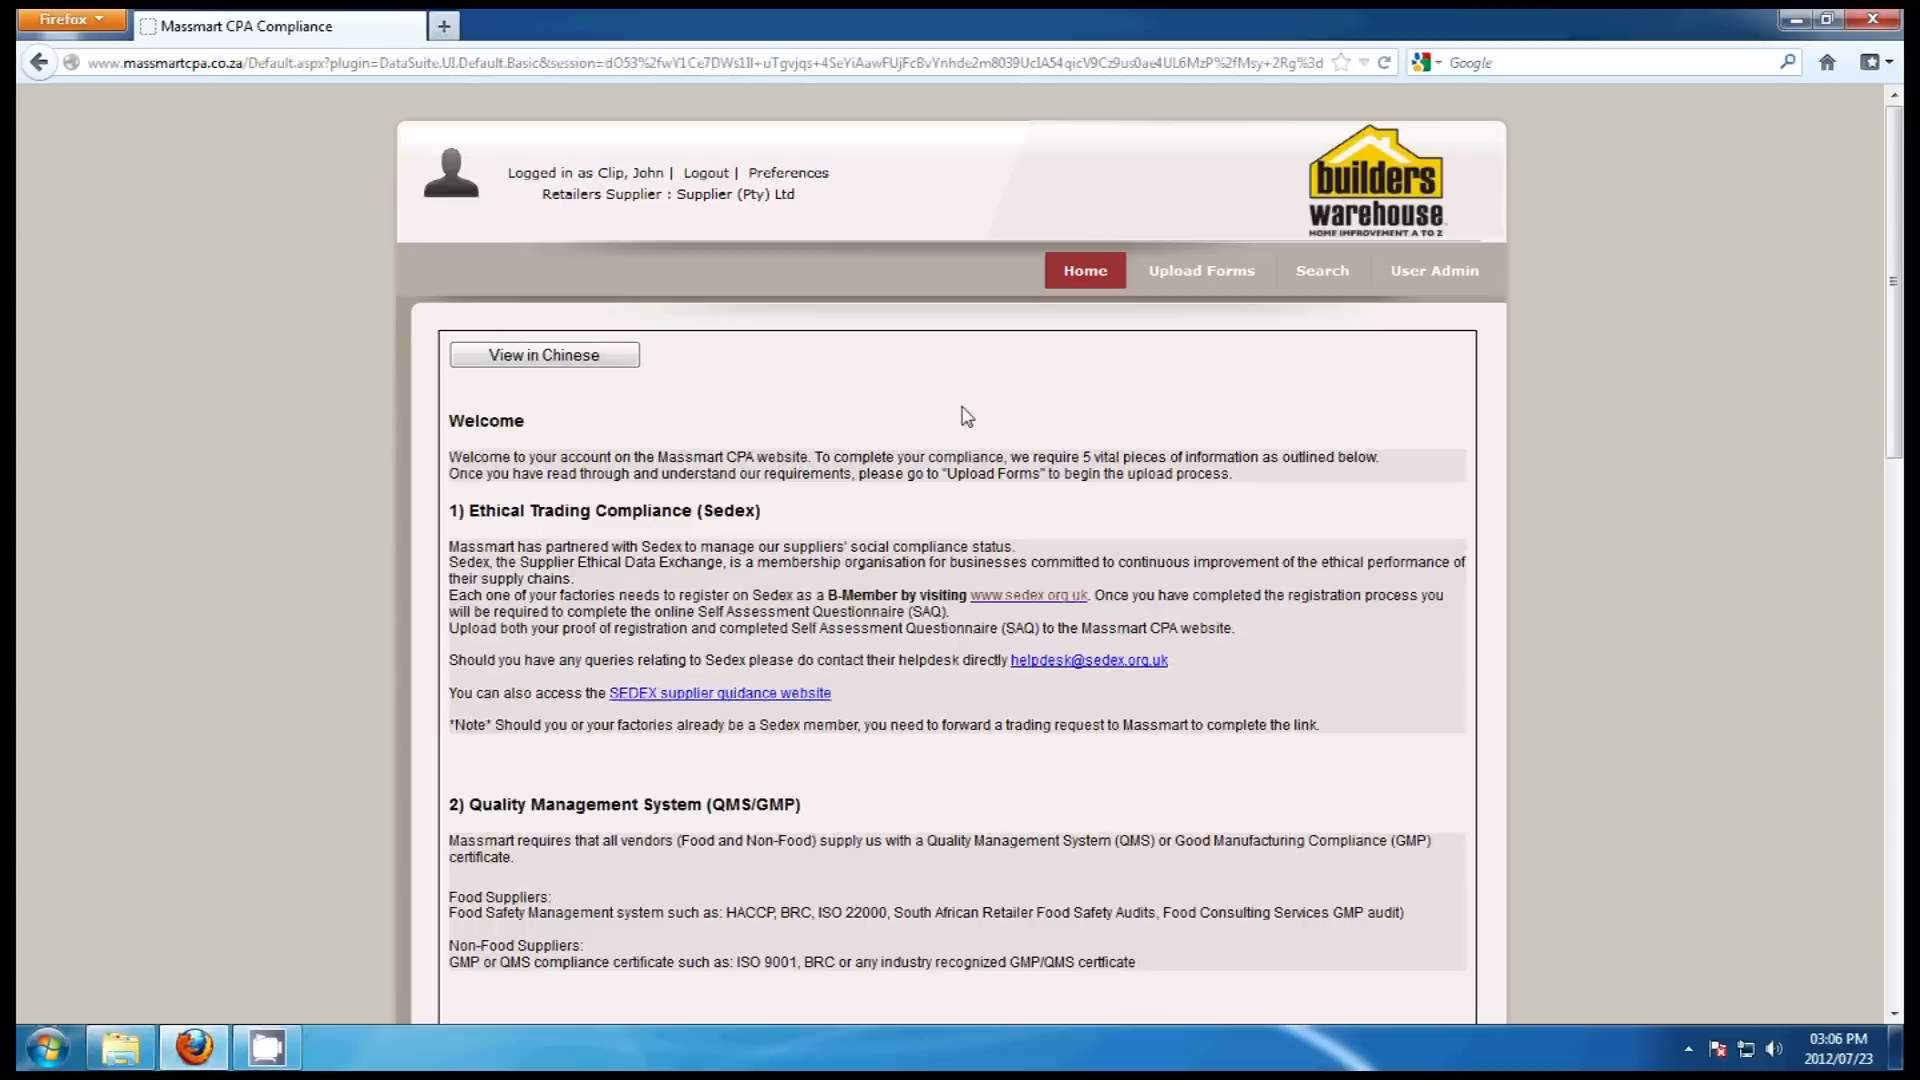 Firefox
Massmart CPA Compliance
www.massmartcpa.co.za/Default.aspx?plugin=DataSuite.UI.Default.Basic&session=
Google
Logged in as Clip, John | Logout | Preferences
Retailers Supplier : Supplier (Pty) Ltd
builders
warehouse
HOME IMPROVEMENT A TO Z
Home Upload Forms Search User Admin
View in Chinese
Welcome
Welcome to your account on the Massmart CPA website. To complete your compliance, we require 5 vital pieces of information as outlined below.
Once you have read through and understand our requirements, please go to "Upload Forms" to begin the upload process.
1) Ethical Trading Compliance (Sedex)
Massmart has partnered with Sedex to manage our suppliers' social compliance status.
Sedex, the Supplier Ethical Data Exchange, is a membership organisation for businesses committed to continuous improvement of the ethical performance of
their supply chains.
Each one of your factories needs to register on Sedex as a B-Member by visiting www.sedex.org.uk. Once you have completed the registration process you
will be required to complete the online Self Assessment Questionnaire (SAQ).
Upload both your proof of registration and completed Self Assessment Questionnaire (SAQ) to the Massmart CPA website.
Should you have any queries relating to Sedex please do contact their helpdesk directly helpdesk@sedex.org.uk
You can also access the SEDEX supplier guidance website
*Note* Should you or your factories already be a Sedex member, you need to forward a trading request to Massmart to complete the link.
2) Quality Management System (QMS/GMP)
Massmart requires that all vendors (Food and Non-Food) supply us with a Quality Management System (QMS) or Good Manufacturing Compliance (GMP)
certificate.
Food Suppliers:
Food Safety Management system such as: HACCP, BRC, ISO 22000, South African Retailer Food Safety Audits, Food Consulting Services GMP audit)
Non-Food Suppliers:
GMP or QMS compliance certificate such as: ISO 9001, BRC or any industry recognized GMP/QMS certficate
03:06 PM
2012/07/23